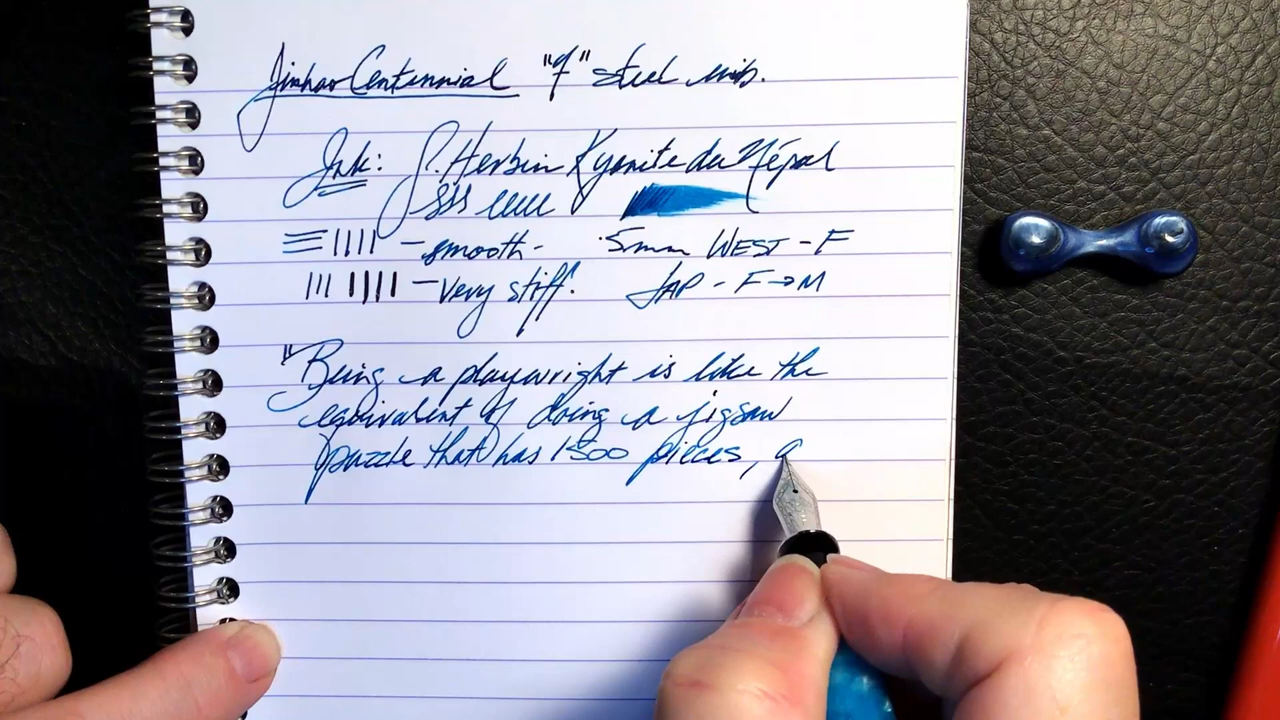 Jinhao Centennial "f" steel nib.
Ink: J. Herbin Kyanite du Népal
sss eeee
– smooth – .5mm WEST - F
– Very stiff. JAP - F → M
"Being a playwright is like the
equivalent of doing a jigsaw
puzzle that has 1500 pieces, a